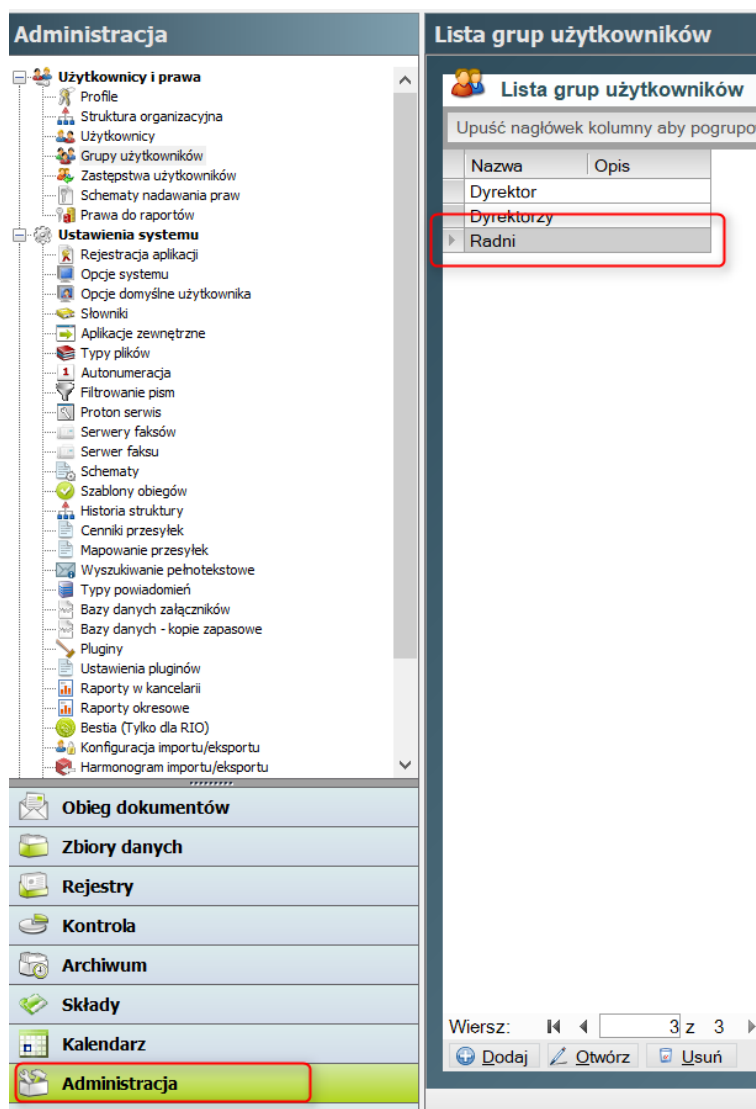 Administracja
Użytkownicy i prawa
Profile
Struktura organizacyjna
Użytkownicy
Grupy użytkowników
Zastępstwa użytkowników
Schematy nadawania praw
Prawa do raportów
Ustawienia systemu
Rejestracja aplikacji
Opcje systemu
Opcje domyślne użytkownika
Słowniki
Aplikacje zewnętrzne
Typy plików
Autonumeracja
Filtrowanie pism
Proton serwis
Serwery faksów
Serwer faksu
Schematy
Szablony obiegów
Historia struktury
Cenniki przesyłek
Mapowanie przesyłek
Wyszukiwanie pełnotekstowe
Typy powiadomień
Bazy danych załączników
Bazy danych - kopie zapasowe
Pluginy
Ustawienia pluginów
Raporty w kancelarii
Raporty okresowe
Bestia (Tylko dla RIO)
Konfiguracja importu/eksportu
Harmonogram importu/eksportu
Obieg dokumentów
Zbiory danych
Rejestry
Kontrola
Archiwum
Składy
Kalendarz
Administracja
Lista grup użytkowników
Lista grup użytkowników
Upuść nagłówek kolumny aby pogrupo
Nazwa Opis
Dyrektor
Dyrektorzy
Radni
Wiersz: 3 z 3
Dodaj Otwórz Usuń